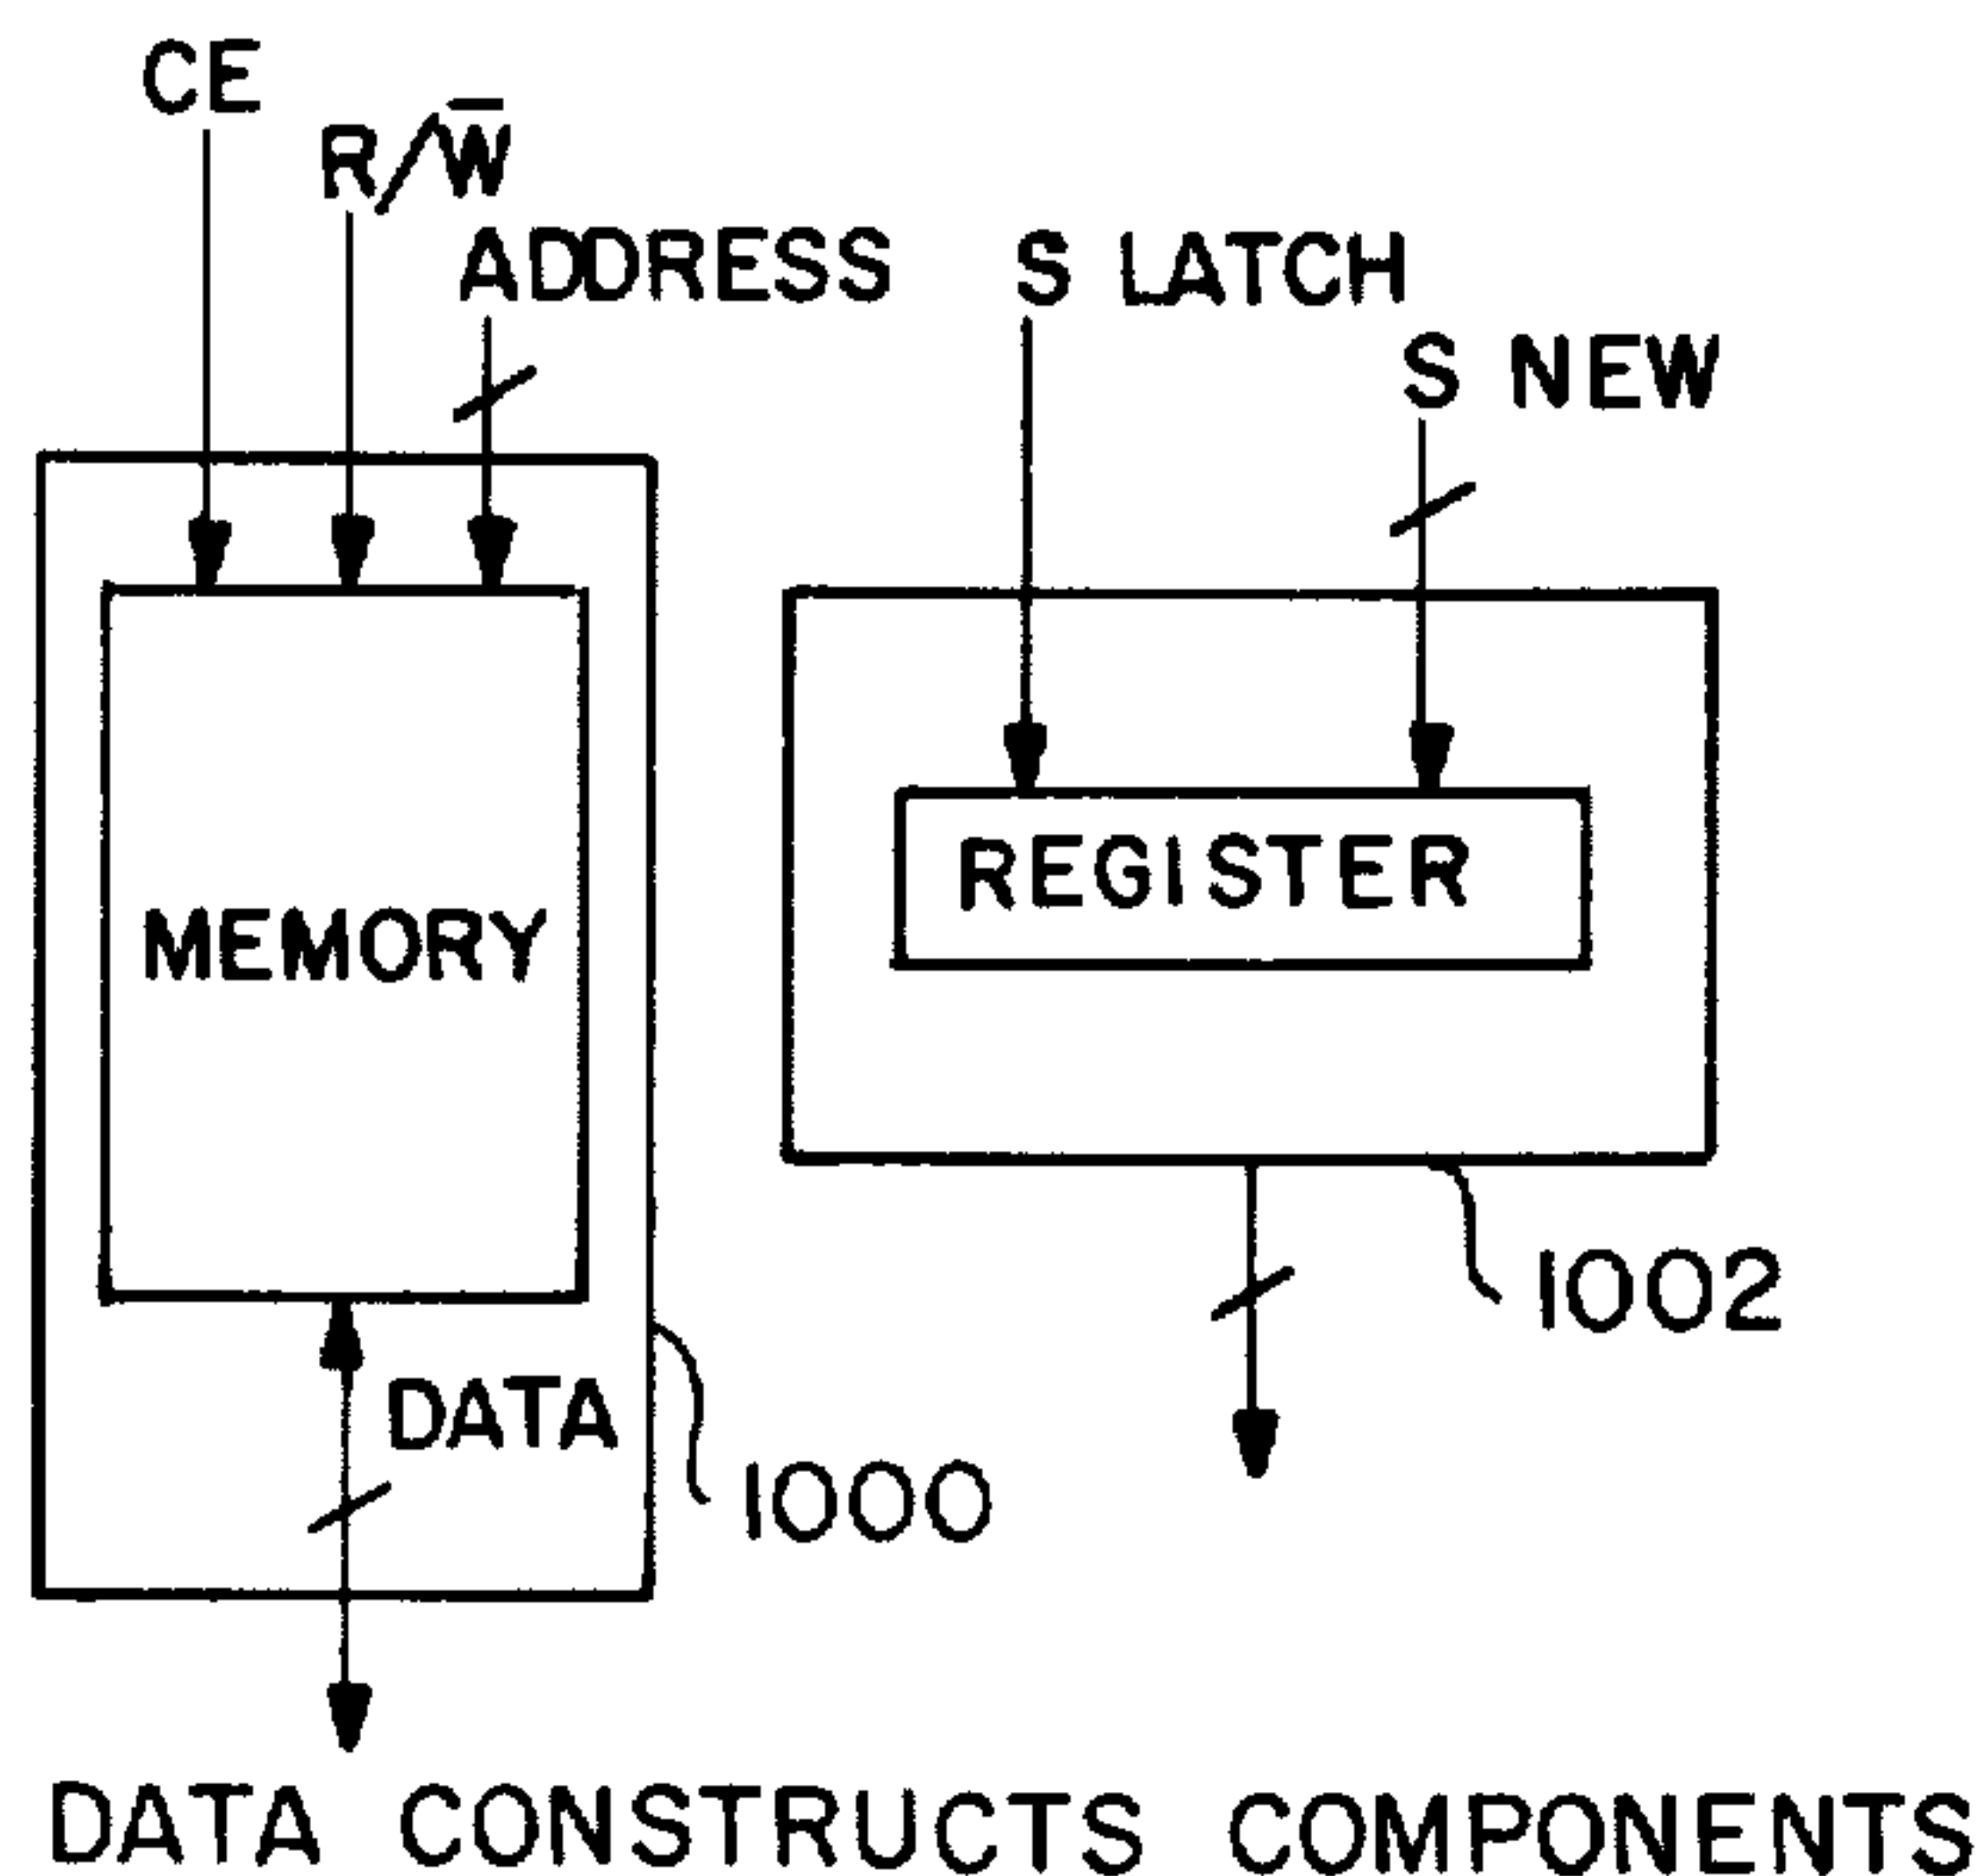 CE
R/W̅
ADDRESS
S LATCH
S NEW
MEMORY
REGISTER
DATA
1000
1002
DATA CONSTRUCTS COMPONENTS